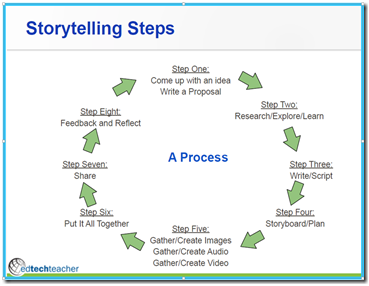 Storytelling Steps
Step One:
Come up with an idea
Write a Proposal
Step Two:
Research/Explore/Learn
Step Three:
Write/Script
Step Four:
Storyboard/Plan
Step Five:
Gather/Create Images
Gather/Create Audio
Gather/Create Video
Step Six:
Put It All Together
Step Seven:
Share
Step Eight:
Feedback and Reflect
A Process
edtechteacher